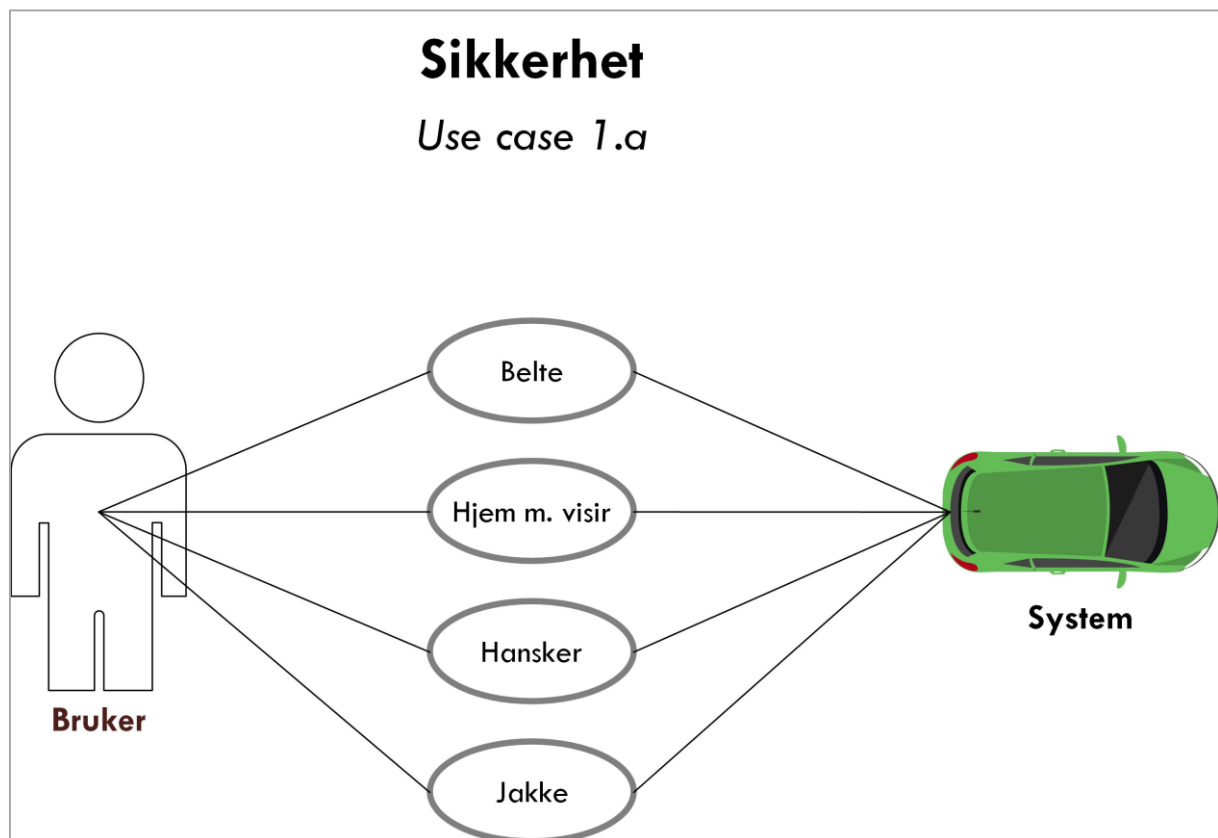 Sikkerhet
Use case 1.a
Belte
Hjem m. visir
Hansker
System
Bruker
Jakke